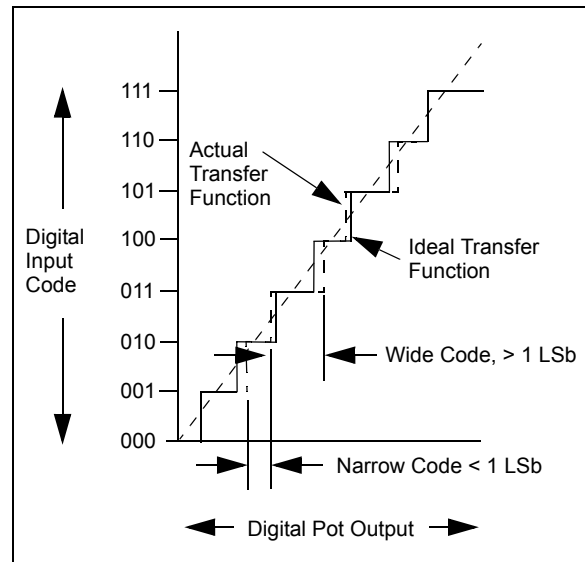 111
110
Actual
Transfer
Function
101
100
Digital
Input
Code
Ideal Transfer
Function
011
010
Wide Code, > 1 LSb
001
000
Narrow Code < 1 LSb
Digital Pot Output